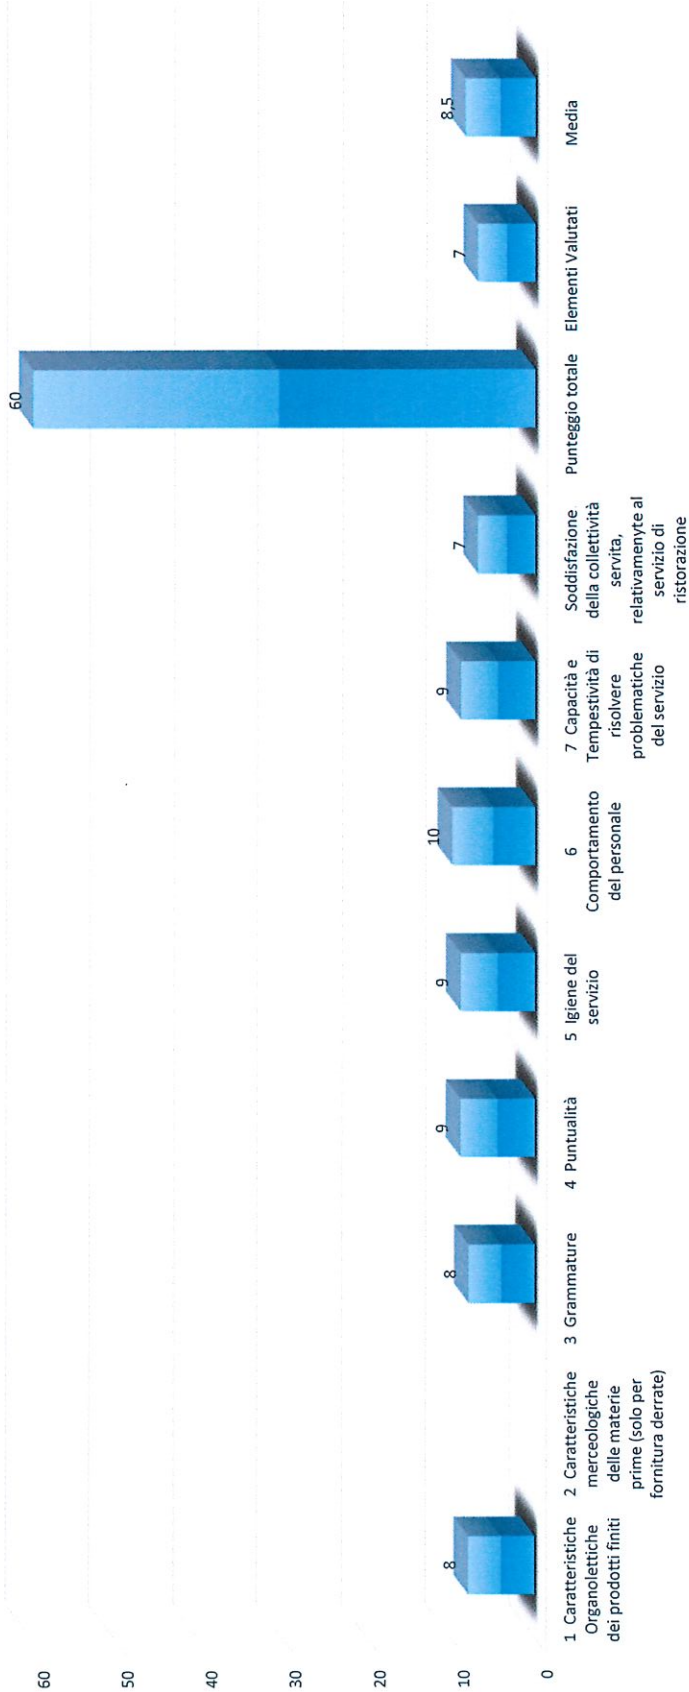 60
50
40
30
20
10
0
8
8
9
9
10
9
7
60
7
8,5
1 Caratteristiche
Organolettiche
dei prodotti finiti
2 Caratteristiche
merceologiche
delle materie
prime (solo per
fornitura derrate)
3 Grammature
4 Puntualità
5 Igiene del
servizio
6
Comportamento
del personale
7 Capacità e
Tempestività di
risolvere
problematiche
del servizio
Soddisfazione
della collettività
servita,
relativamenyte al
servizio di
ristorazione
Punteggio totale
Elementi Valutati
Media